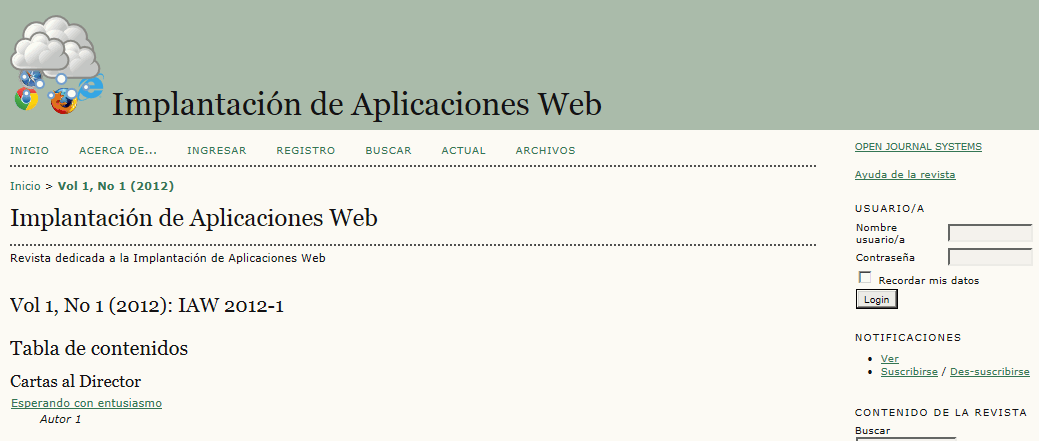 Implantación de Aplicaciones Web
INICIO ACERCA DE... INGRESAR REGISTRO BUSCAR ACTUAL ARCHIVOS
Inicio > Vol 1, No 1 (2012)
Implantación de Aplicaciones Web
Revista dedicada a la Implantación de Aplicaciones Web
Vol 1, No 1 (2012): IAW 2012-1
Tabla de contenidos
Cartas al Director
Esperando con entusiasmo
Autor 1
OPEN JOURNAL SYSTEMS
Ayuda de la revista
USUARIO/A
Nombre
usuario/a
Contraseña
Recordar mis datos
Login
NOTIFICACIONES
Ver
Suscribirse / Des-suscribirse
CONTENIDO DE LA REVISTA
Buscar